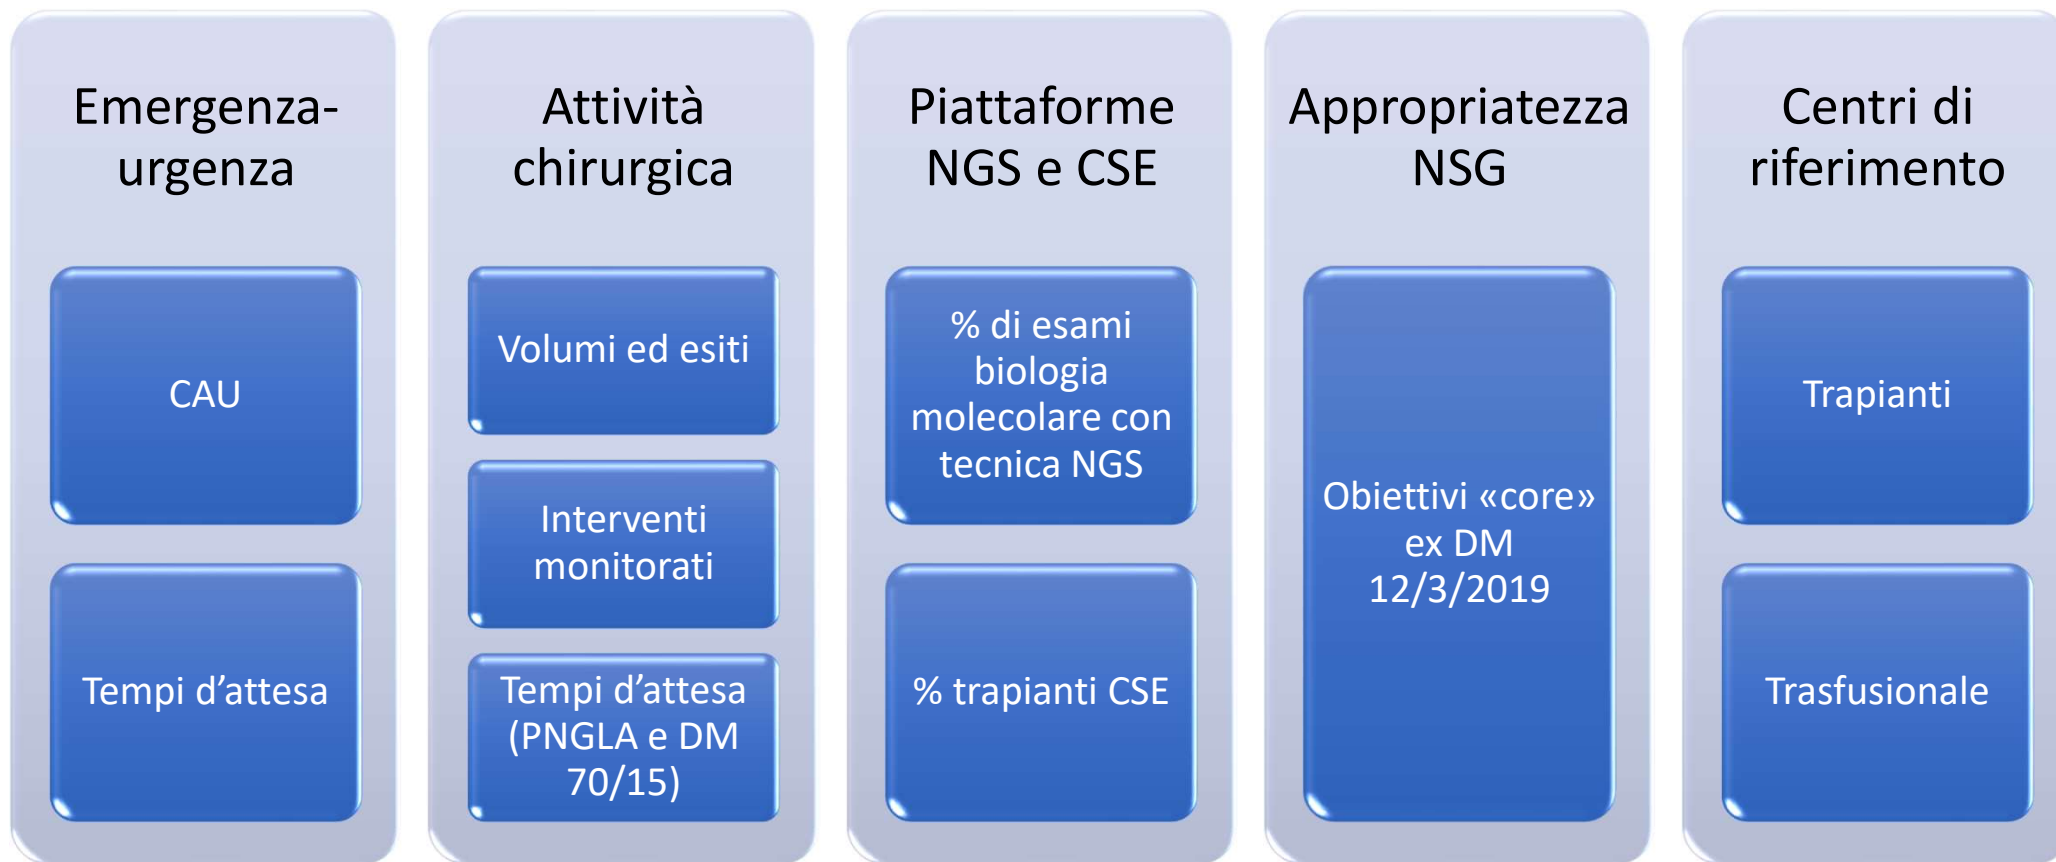 Emergenza-
urgenza
CAU
Tempi d’attesa
Attività
chirurgica
Volumi ed esiti
Interventi
monitorati
Tempi d’attesa
(PNGLA e DM
70/15)
Piattaforme
NGS e CSE
% di esami
biologia
molecolare con
tecnica NGS
% trapianti CSE
Appropriatezza
NSG
Obiettivi «core»
ex DM
12/3/2019
Centri di
riferimento
Trapianti
Trasfusionale